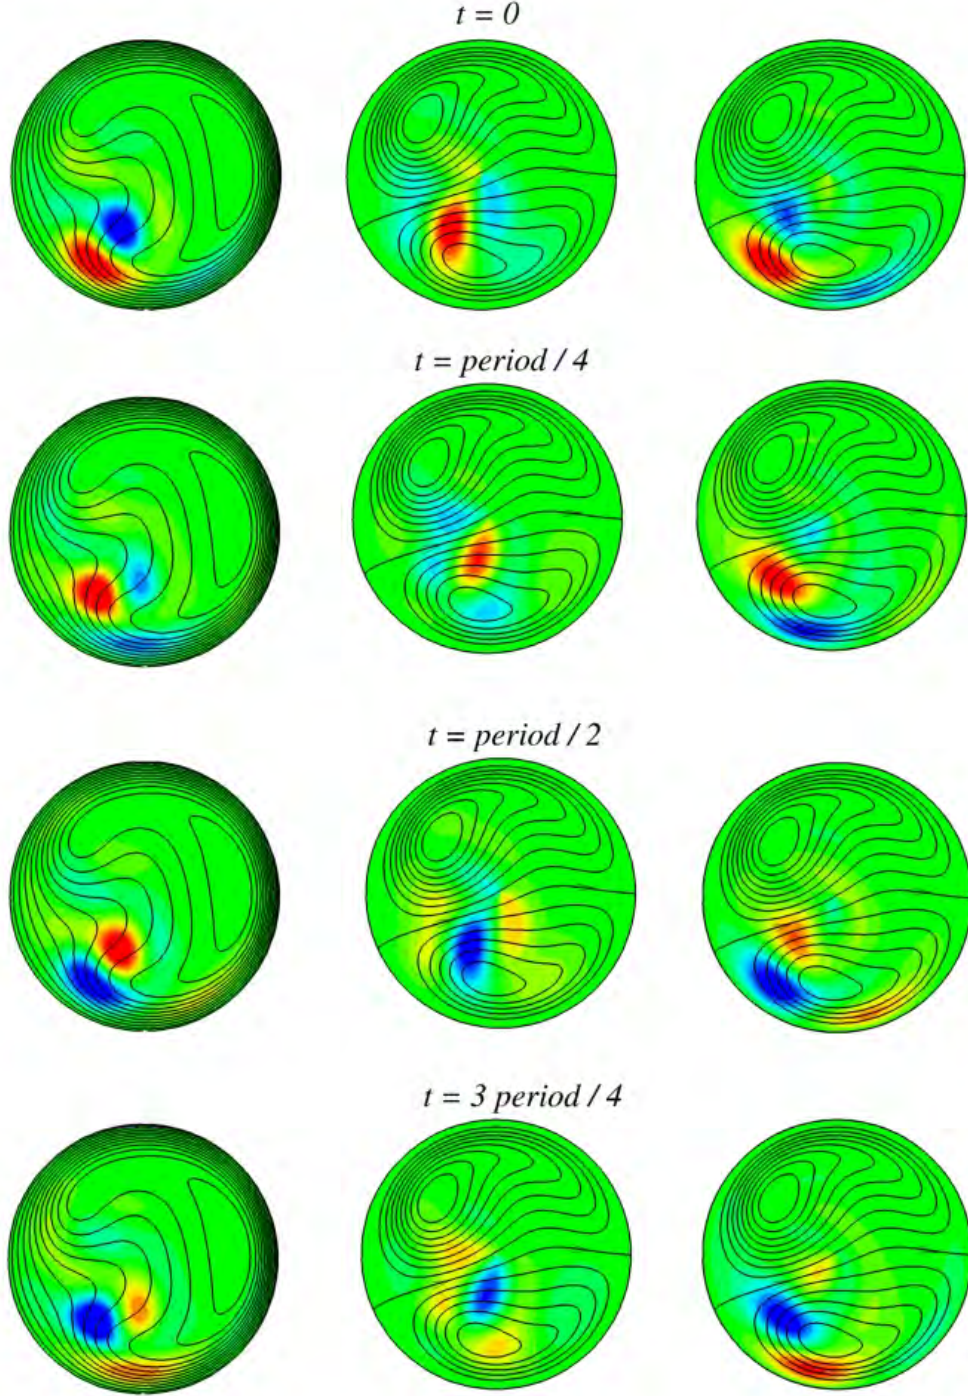 t = 0
t = period / 4
t = period / 2
t = 3 period / 4